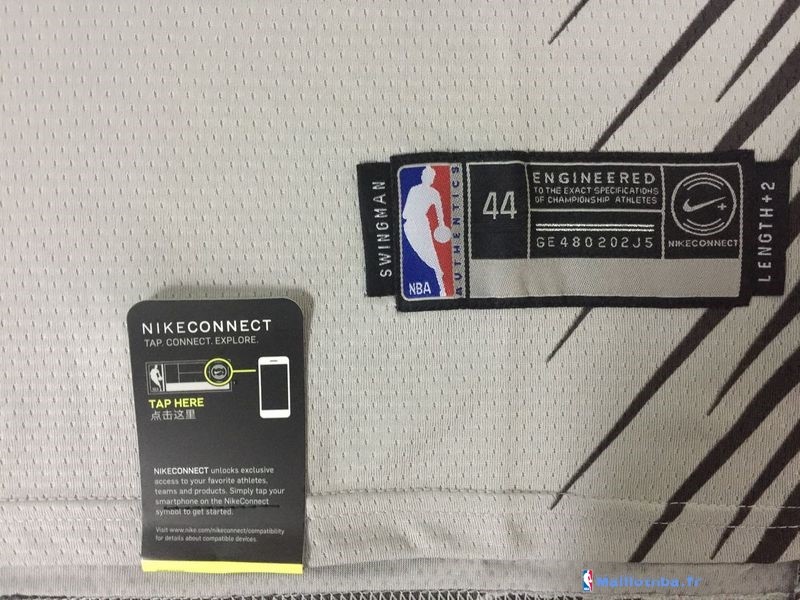 SWINGMAN
NBA
AUTHENTICS
44
ENGINEERED
TO THE EXACT SPECIFICATIONS
OF CHAMPIONSHIP ATHLETES
GE480202J5
NIKECONNECT
LENGTH+2
NIKECONNECT
TAP. CONNECT. EXPLORE.
TAP HERE
点击这里
NIKECONNECT unlocks exclusive
access to your favorite athletes,
teams and products. Simply tap your
smartphone on the NikeConnect
symbol to get started.
Visit www.nike.com/nikeconnect/compatibility
for details about compatible devices.
Maillotnba.fr